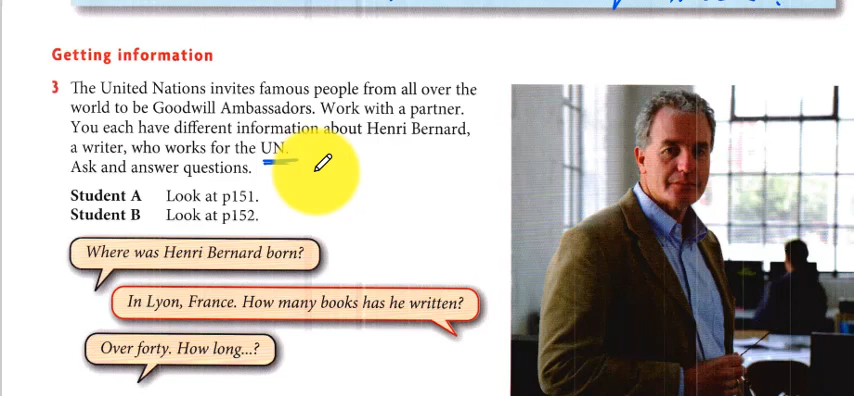 Getting information
3 The United Nations invites famous people from all over the
world to be Goodwill Ambassadors. Work with a partner.
You each have different information about Henri Bernard,
a writer, who works for the UN.
Ask and answer questions.
Student A Look at p151.
Student B Look at p152.
Where was Henri Bernard born?
In Lyon, France. How many books has he written?
Over forty. How long...?